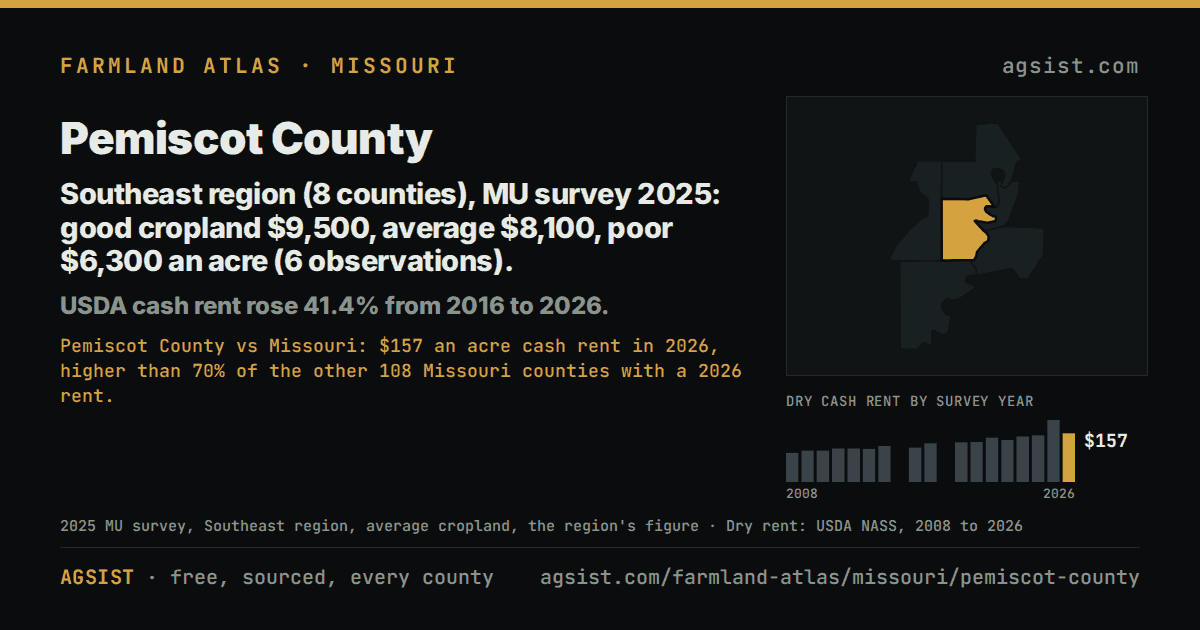 FARMLAND ATLAS · MISSOURI
agsist.com
Pemiscot County
Southeast region (8 counties), MU survey 2025:
good cropland $9,500, average $8,100, poor
$6,300 an acre (6 observations).
USDA cash rent rose 41.4% from 2016 to 2026.
Pemiscot County vs Missouri: $157 an acre cash rent in 2026,
higher than 70% of the other 108 Missouri counties with a 2026
rent.
DRY CASH RENT BY SURVEY YEAR
$157
2008
2026
2025 MU survey, Southeast region, average cropland, the region's figure · Dry rent: USDA NASS, 2008 to 2026
AGSIST · free, sourced, every county
agsist.com/farmland-atlas/missouri/pemiscot-county